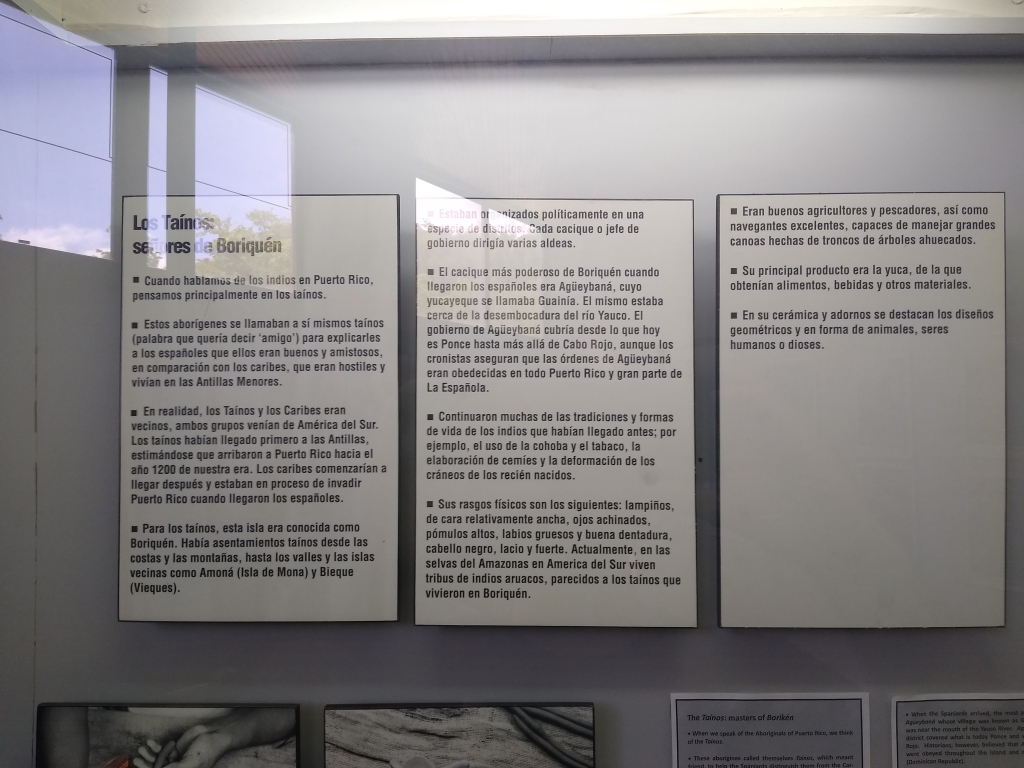 Los Taínos:
señores de Boriquén
■ Cuando hablamos de los indios en Puerto Rico,
pensamos principalmente en los taínos.
■ Estos aborígenes se llamaban a sí mismos taínos
(palabra que quería decir ‘amigo’) para explicarles
a los españoles que ellos eran buenos y amistosos,
en comparación con los caribes, que eran hostiles y
vivían en las Antillas Menores.
■ En realidad, los Taínos y los Caribes eran
vecinos, ambos grupos venían de América del Sur.
Los taínos habían llegado primero a las Antillas,
estimándose que arribaron a Puerto Rico hacia el
año 1200 de nuestra era. Los caribes comenzarían a
llegar después y estaban en proceso de invadir
Puerto Rico cuando llegaron los españoles.
■ Para los taínos, esta isla era conocida como
Boriquén. Había asentamientos taínos desde las
costas y las montañas, hasta los valles y las islas
vecinas como Amoná (Isla de Mona) y Bieque
(Vieques).
■ Estaban organizados políticamente en una
especie de distritos. Cada cacique o jefe de
gobierno dirigía varias aldeas.
■ El cacique más poderoso de Boriquén cuando
llegaron los españoles era Agüeybaná, cuyo
yucayeque se llamaba Guainía. El mismo estaba
cerca de la desembocadura del río Yauco. El
gobierno de Agüeybaná cubría desde lo que hoy
es Ponce hasta más allá de Cabo Rojo, aunque los
cronistas aseguran que las órdenes de Agüeybaná
eran obedecidas en todo Puerto Rico y gran parte de
La Española.
■ Continuaron muchas de las tradiciones y formas
de vida de los indios que habían llegado antes; por
ejemplo, el uso de la cohoba y el tabaco, la
elaboración de cemíes y la deformación de los
cráneos de los recién nacidos.
■ Sus rasgos físicos son los siguientes: lampiños,
de cara relativamente ancha, ojos achinados,
pómulos altos, labios gruesos y buena dentadura,
cabello negro, lacio y fuerte. Actualmente, en las
selvas del Amazonas en America del Sur viven
tribus de indios aruacos, parecidos a los taínos que
vivieron en Boriquén.
■ Eran buenos agricultores y pescadores, así como
navegantes excelentes, capaces de manejar grandes
canoas hechas de troncos de árboles ahuecados.
■ Su principal producto era la yuca, de la que
obtenían alimentos, bebidas y otros materiales.
■ En su cerámica y adornos se destacan los diseños
geométricos y en forma de animales, seres
humanos o dioses.
The Taínos: masters of Borikén
• When we speak of the Aboriginals of Puerto Rico, we think
of the Taínos.
• These aborigines called themselves taínos, which meant
friend, to help the Spaniards distinguish them from the Car-
• When the Spaniards arrived, the most
Agueybaná whose village was known as
was near the mouth of the Yauco River.
district covered what is today Ponce and
Rojo. Historians, however, believed that
were obeyed throughout the island and
(Dominican Republic).